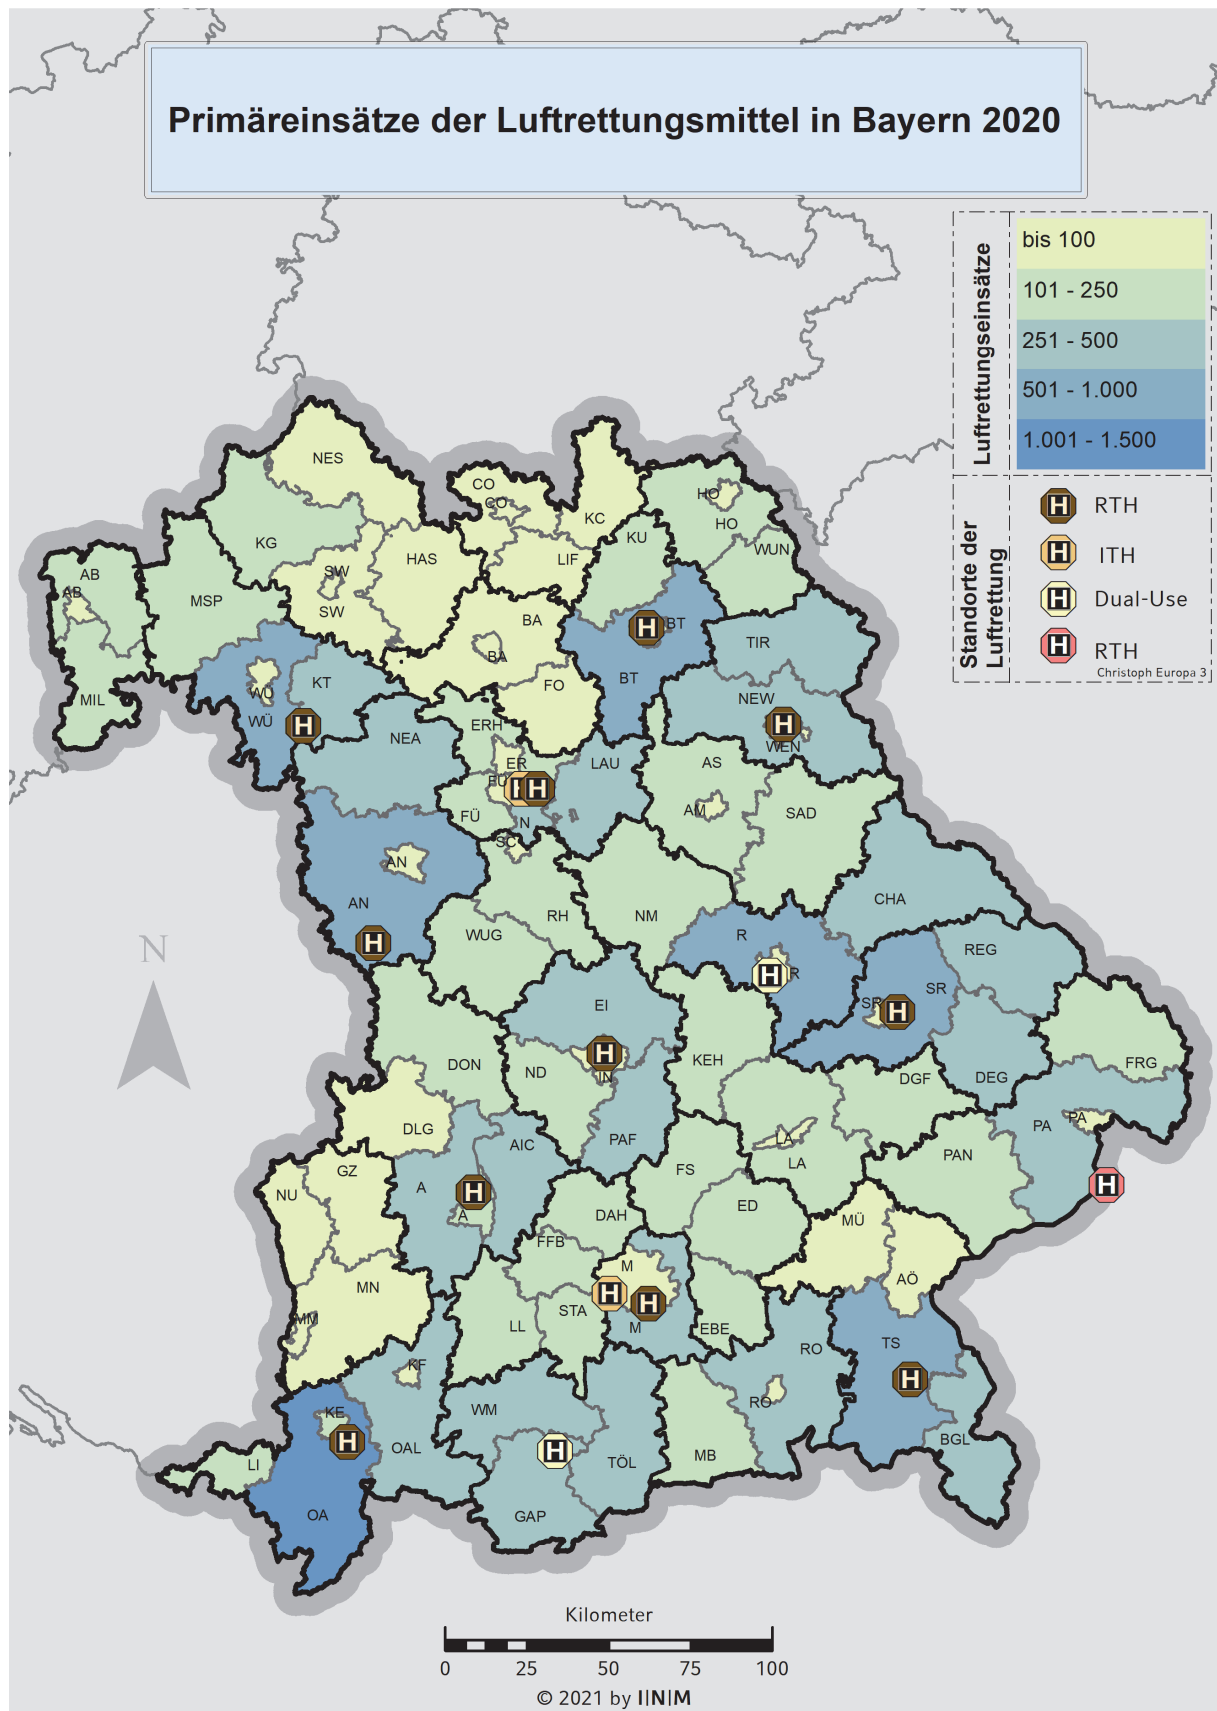 Primäreinsätze der Luftrettungsmittel in Bayern 2020
Luftrettungseinsätze
bis 100
101 - 250
251 - 500
501 - 1.000
1.001 - 1.500
Standorte der
Luftrettung
H RTH
H ITH
H Dual-Use
H RTH
Christoph Europa 3
NES
CO
CO
KC
HO
HO
KU
WUN
KG
HAS
LIF
SW
SW
AB
AB
MSP
BA
BA
H BT
BT
TIR
MIL
WÜ
WÜ
KT
H
FO
NEW
H
WEN
NEA
ERH
ER
FÜ
H
LAU
AS
AM
SAD
FÜ
N
SC
AN
AN
H
RH
WUG
NM
CHA
R
H R
REG
SR
SR
H
N
EI
H
IN
ND
DON
KEH
DGF
DEG
FRG
PA
PA
DLG
AIC
PAF
LA
LA
PAN
GZ
NU
A
H
A
FS
ED
H
DAH
FFB
MÜ
AÖ
M
H
H
M
MN
MM
LL
STA
EBE
RO
RO
TS
H
KF
KE
H
WM
OAL
H
TÖL
MB
BGL
LI
OA
GAP
Kilometer
0 25 50 75 100
© 2021 by I|N|M